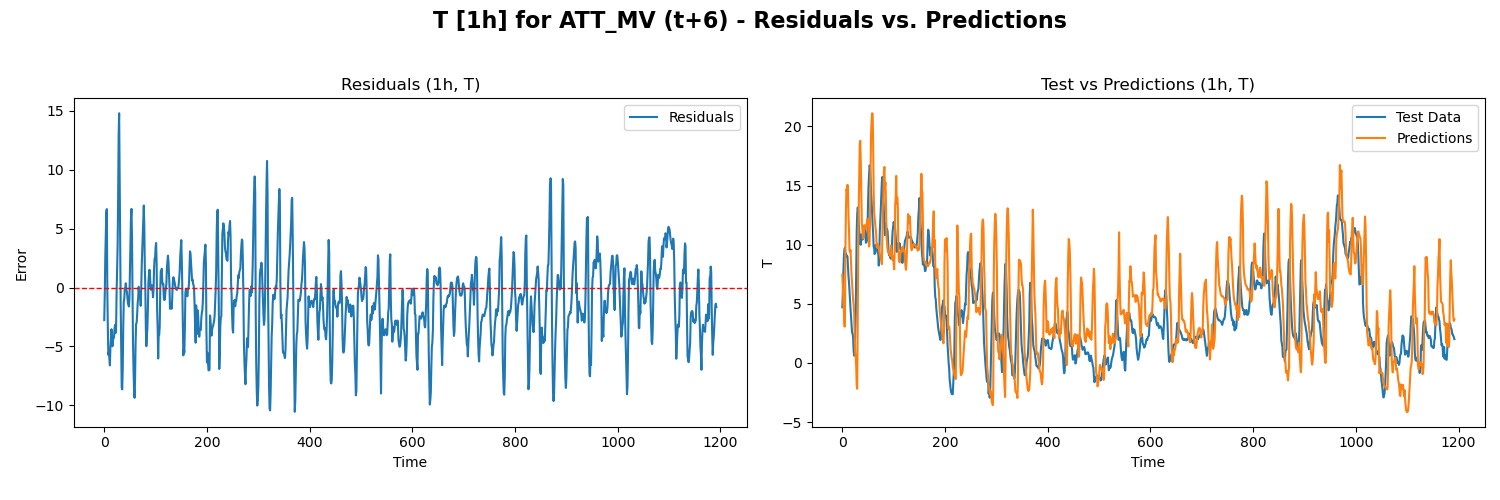 T [1h] for ATT_MV (t+6) - Residuals vs. Predictions
Residuals (1h, T)
Error
15
10
5
0
−5
−10
0
200
400
600
800
1000
1200
Time
Residuals
Test vs Predictions (1h, T)
T
20
15
10
5
0
−5
0
200
400
600
800
1000
1200
Time
Test Data
Predictions